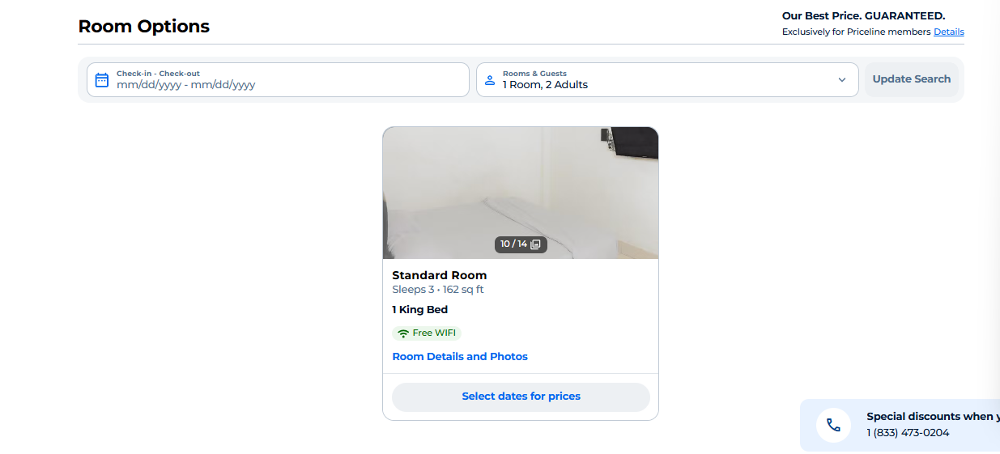 Room Options
Our Best Price. GUARANTEED.
Exclusively for Priceline members Details
Check-in - Check-out
mm/dd/yyyy - mm/dd/yyyy
Rooms & Guests
1 Room, 2 Adults
Update Search
10 / 14
Standard Room
Sleeps 3 • 162 sq ft
1 King Bed
Free WIFI
Room Details and Photos
Select dates for prices
Special discounts when
1 (833) 473-0204